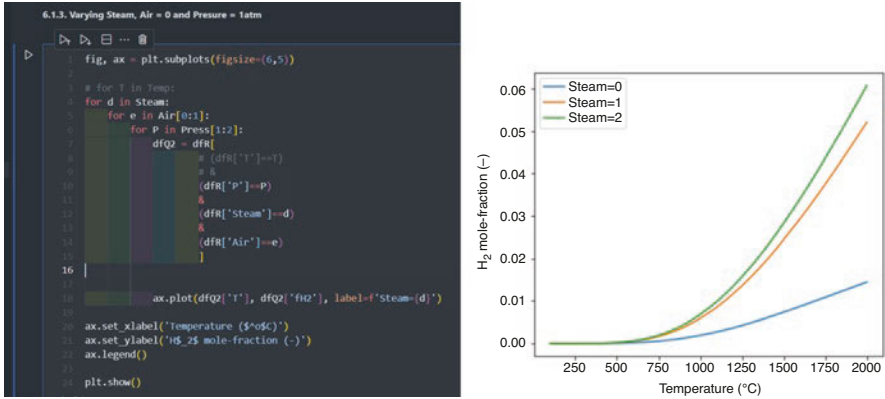 6.1.3. Varying Steam, Air = 0 and Presure = 1atm
1 fig, ax = plt.subplots(figsize=(6,5))
2
3 # for T in Temp:
4 for d in Steam:
5 for e in Air[0:1]:
6 for P in Press[1:2]:
7 dfQ2 = dfR[
8 # (dfR['T']==T)
9 # &
10 (dfR['P']==P)
11 &
12 (dfR['Steam']==d)
13 &
14 (dfR['Air']==e)
15 ]
16
17
18 ax.plot(dfQ2['T'], dfQ2['fH2'], label=f'Steam={d}')
19
20 ax.set_xlabel('Temperature ($^o$C)')
21 ax.set_ylabel('H$_2$ mole-fraction (-)')
22 ax.legend()
23
24 plt.show()
Steam=0
Steam=1
Steam=2
H2 mole-fraction (–)
0.06
0.05
0.04
0.03
0.02
0.01
0.00
250 500 750 1000 1250 1500 1750 2000
Temperature (°C)